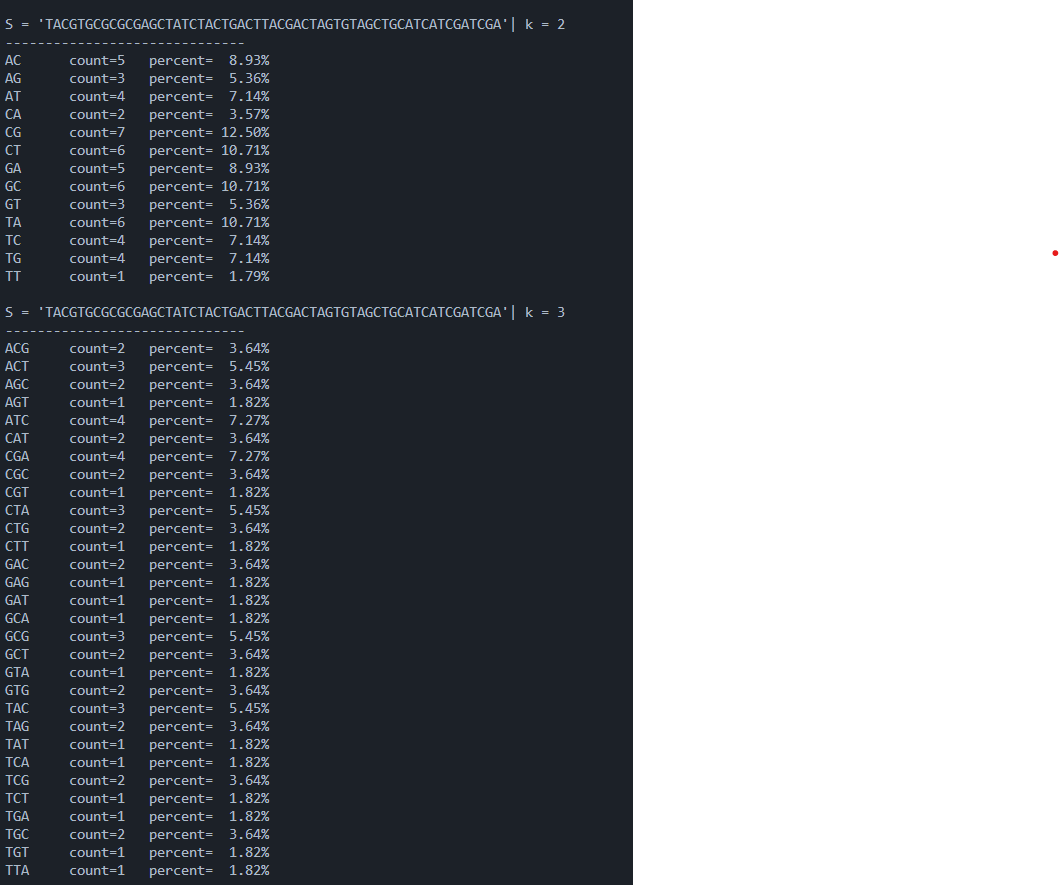 S = 'TACGTGCGCGCGAGCTATCTACTGACTTACGACTAGTGTAGCTGCATCATCGATCGA'| k = 2
------------------------------
AC      count=5   percent=  8.93%
AG      count=3   percent=  5.36%
AT      count=4   percent=  7.14%
CA      count=2   percent=  3.57%
CG      count=7   percent= 12.50%
CT      count=6   percent= 10.71%
GA      count=5   percent=  8.93%
GC      count=6   percent= 10.71%
GT      count=3   percent=  5.36%
TA      count=6   percent= 10.71%
TC      count=4   percent=  7.14%
TG      count=4   percent=  7.14%
TT      count=1   percent=  1.79%
S = 'TACGTGCGCGCGAGCTATCTACTGACTTACGACTAGTGTAGCTGCATCATCGATCGA'| k = 3
------------------------------
ACG     count=2   percent=  3.64%
ACT     count=3   percent=  5.45%
AGC     count=2   percent=  3.64%
AGT     count=1   percent=  1.82%
ATC     count=4   percent=  7.27%
CAT     count=2   percent=  3.64%
CGA     count=4   percent=  7.27%
CGC     count=2   percent=  3.64%
CGT     count=1   percent=  1.82%
CTA     count=3   percent=  5.45%
CTG     count=2   percent=  3.64%
CTT     count=1   percent=  1.82%
GAC     count=2   percent=  3.64%
GAG     count=1   percent=  1.82%
GAT     count=1   percent=  1.82%
GCA     count=1   percent=  1.82%
GCG     count=3   percent=  5.45%
GCT     count=2   percent=  3.64%
GTA     count=1   percent=  1.82%
GTG     count=2   percent=  3.64%
TAC     count=3   percent=  5.45%
TAG     count=2   percent=  3.64%
TAT     count=1   percent=  1.82%
TCA     count=1   percent=  1.82%
TCG     count=2   percent=  3.64%
TCT     count=1   percent=  1.82%
TGA     count=1   percent=  1.82%
TGC     count=2   percent=  3.64%
TGT     count=1   percent=  1.82%
TTA     count=1   percent=  1.82%